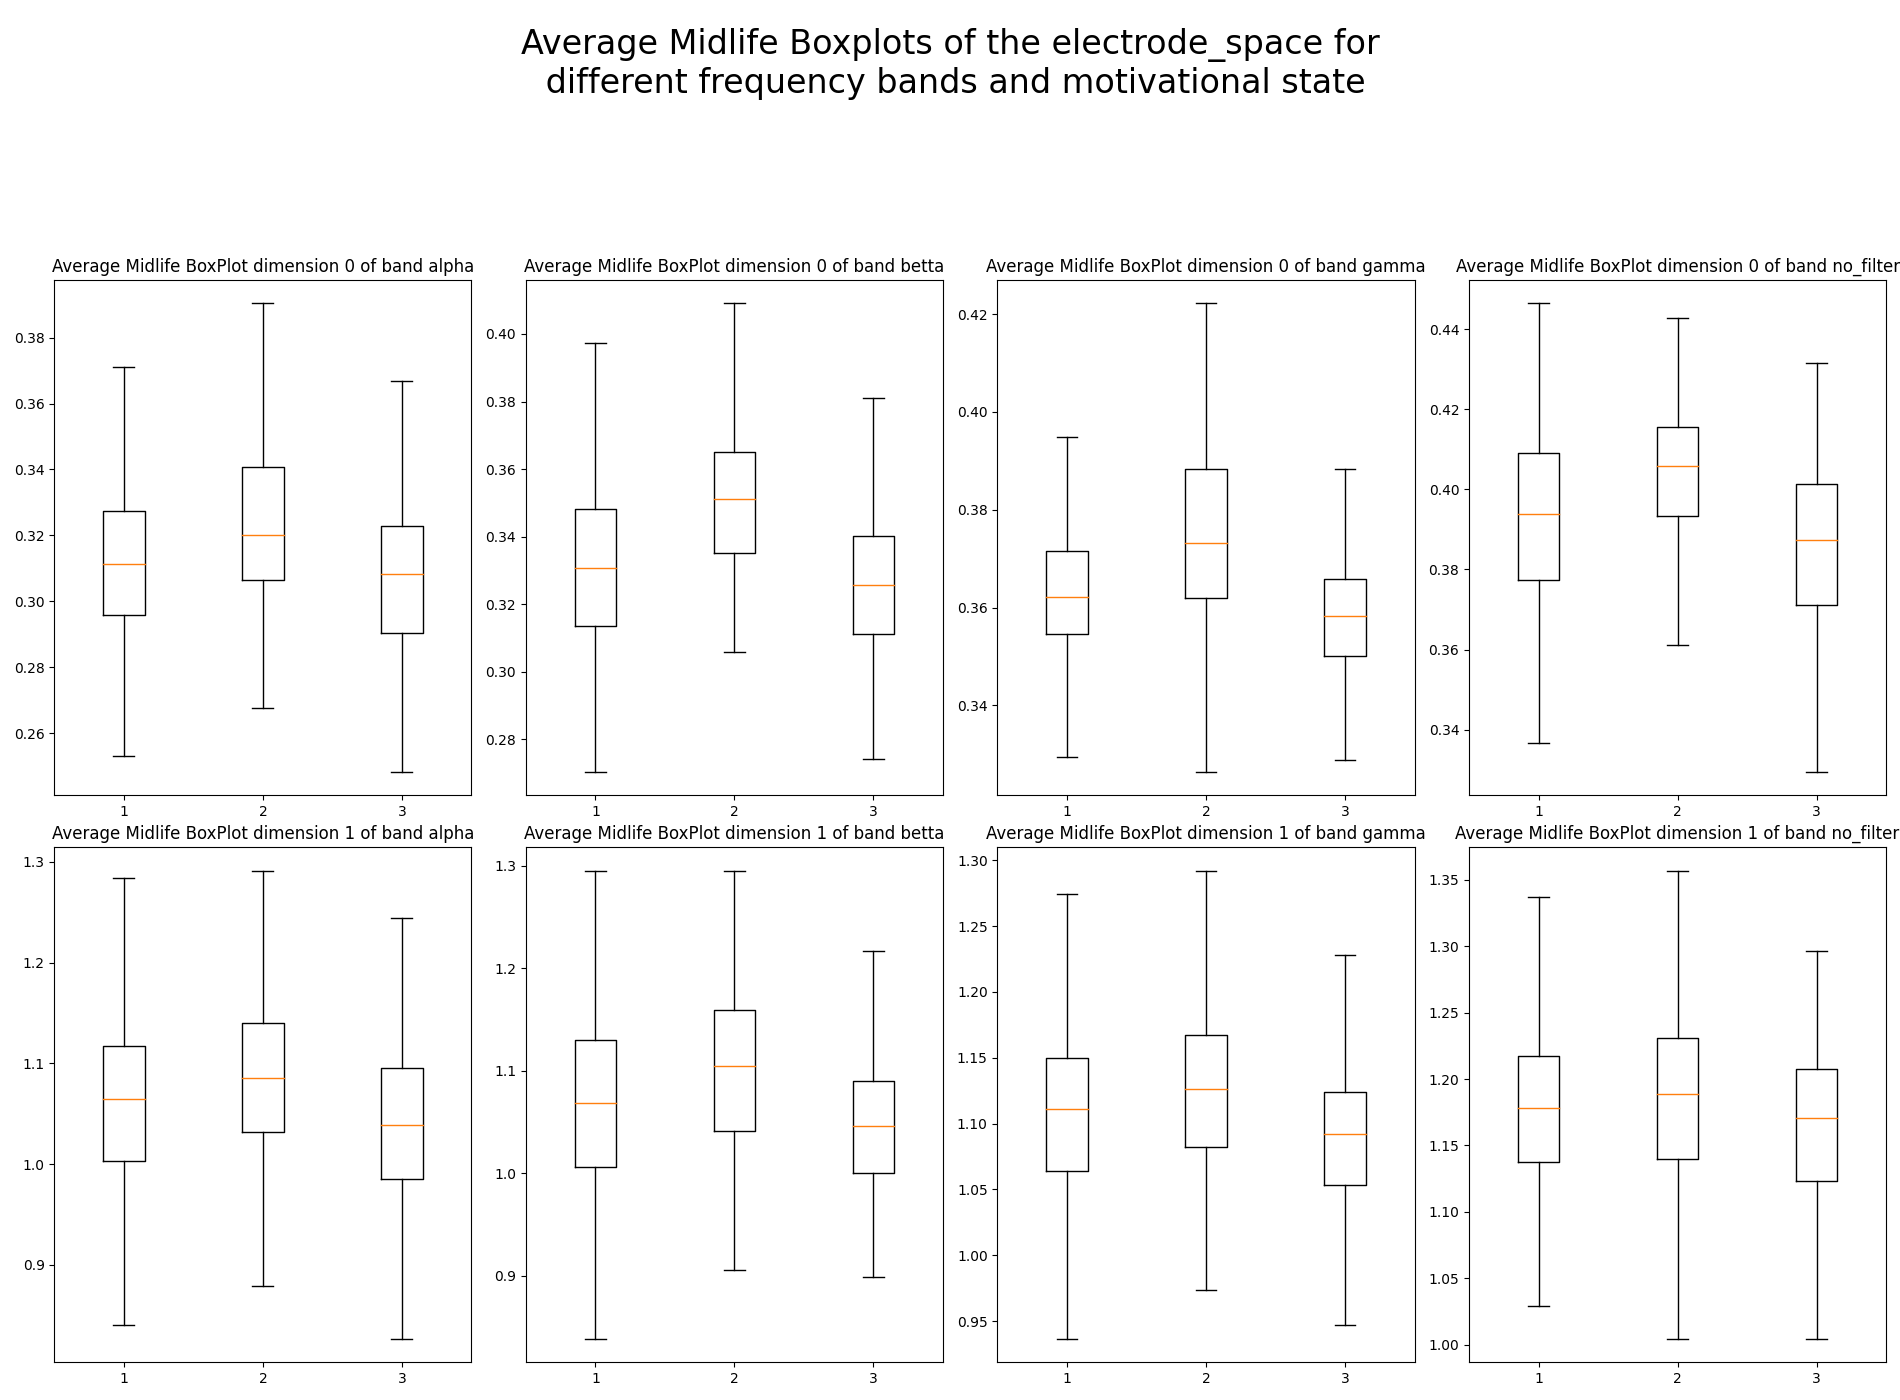 Average Midlife Boxplots of the electrode_space for
different frequency bands and motivational state
Average Midlife BoxPlot dimension 0 of band alpha
0.38
0.36
0.34
0.32
0.30
0.28
0.26
1 2 3
Average Midlife BoxPlot dimension 0 of band betta
0.40
0.38
0.36
0.34
0.32
0.30
0.28
1 2 3
Average Midlife BoxPlot dimension 0 of band gamma
0.42
0.40
0.38
0.36
0.34
1 2 3
Average Midlife BoxPlot dimension 0 of band no_filter
0.44
0.42
0.40
0.38
0.36
0.34
1 2 3
Average Midlife BoxPlot dimension 1 of band alpha
1.3
1.2
1.1
1.0
0.9
1 2 3
Average Midlife BoxPlot dimension 1 of band betta
1.3
1.2
1.1
1.0
0.9
1 2 3
Average Midlife BoxPlot dimension 1 of band gamma
1.30
1.25
1.20
1.15
1.10
1.05
1.00
0.95
1 2 3
Average Midlife BoxPlot dimension 1 of band no_filter
1.35
1.30
1.25
1.20
1.15
1.10
1.05
1.00
1 2 3